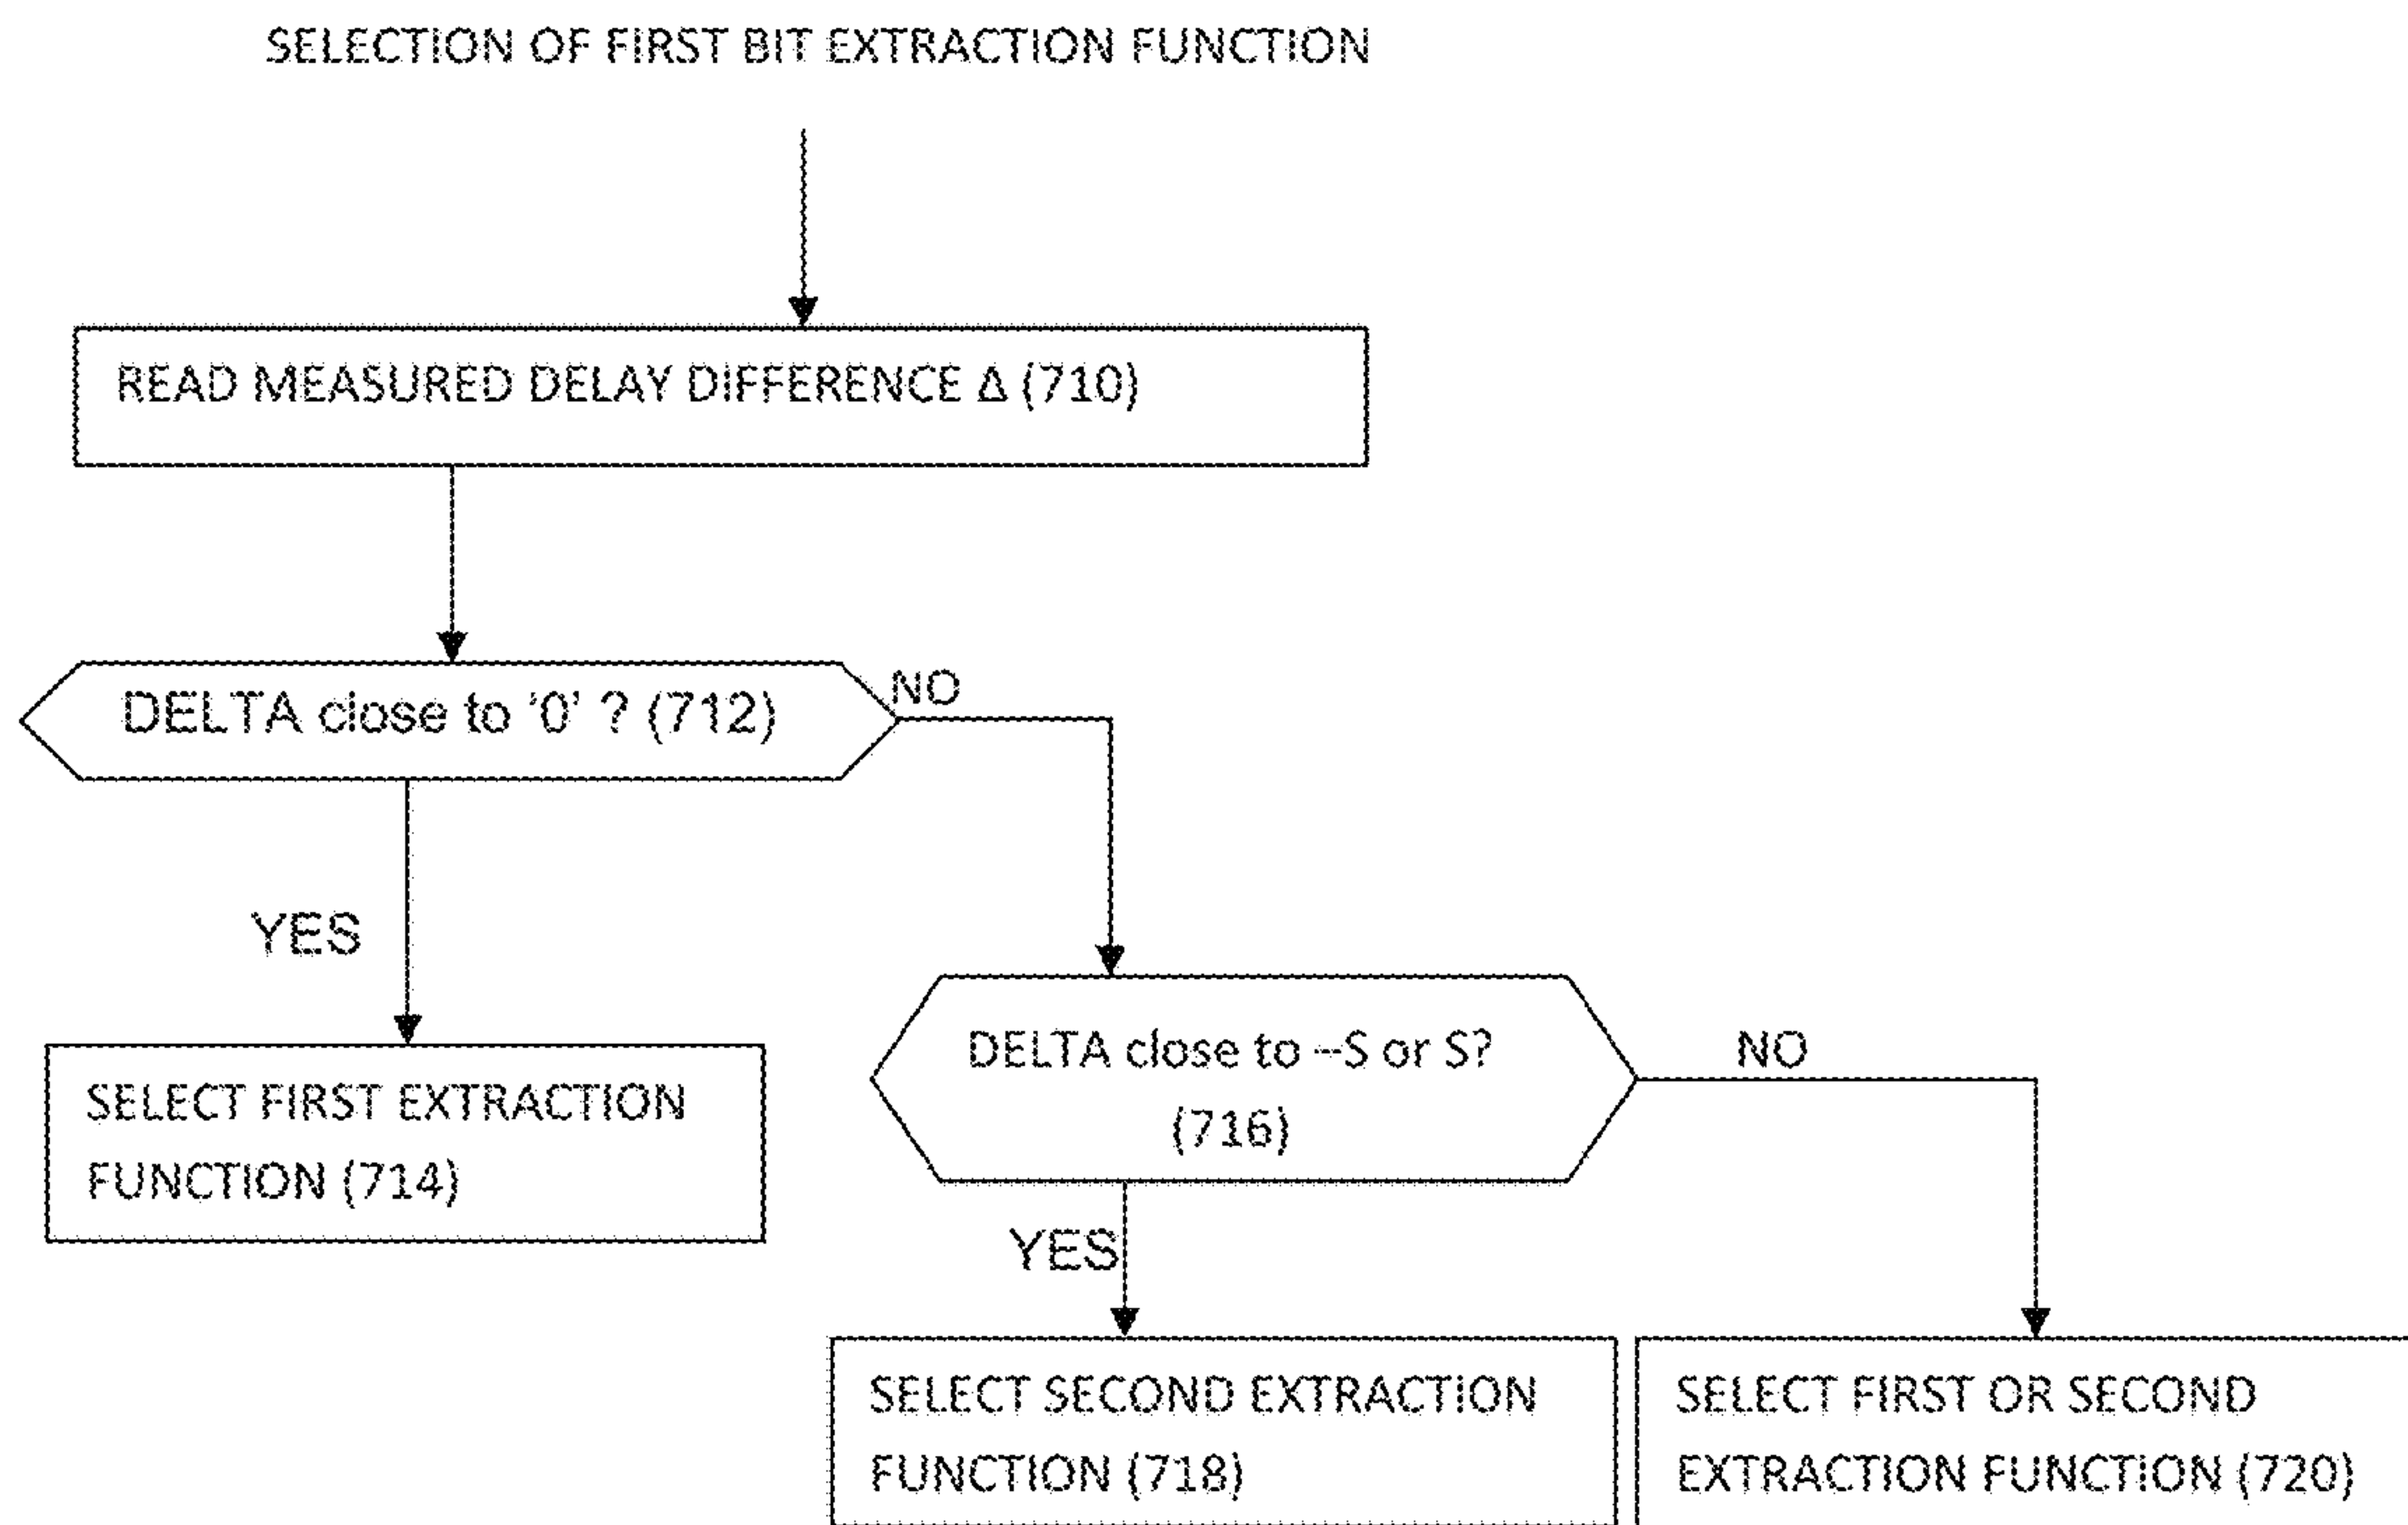 SELECTION OF FIRST BIT EXTRACTION FUNCTION
READ MEASURED DELAY DIFFERENCE Δ (710)
DELTA close to ‘0’ ? (712)
NO
YES
SELECT FIRST EXTRACTION
FUNCTION (714)
DELTA close to –S or S?
(716)
NO
YES
SELECT SECOND EXTRACTION
FUNCTION (718)
SELECT FIRST OR SECOND
EXTRACTION FUNCTION (720)